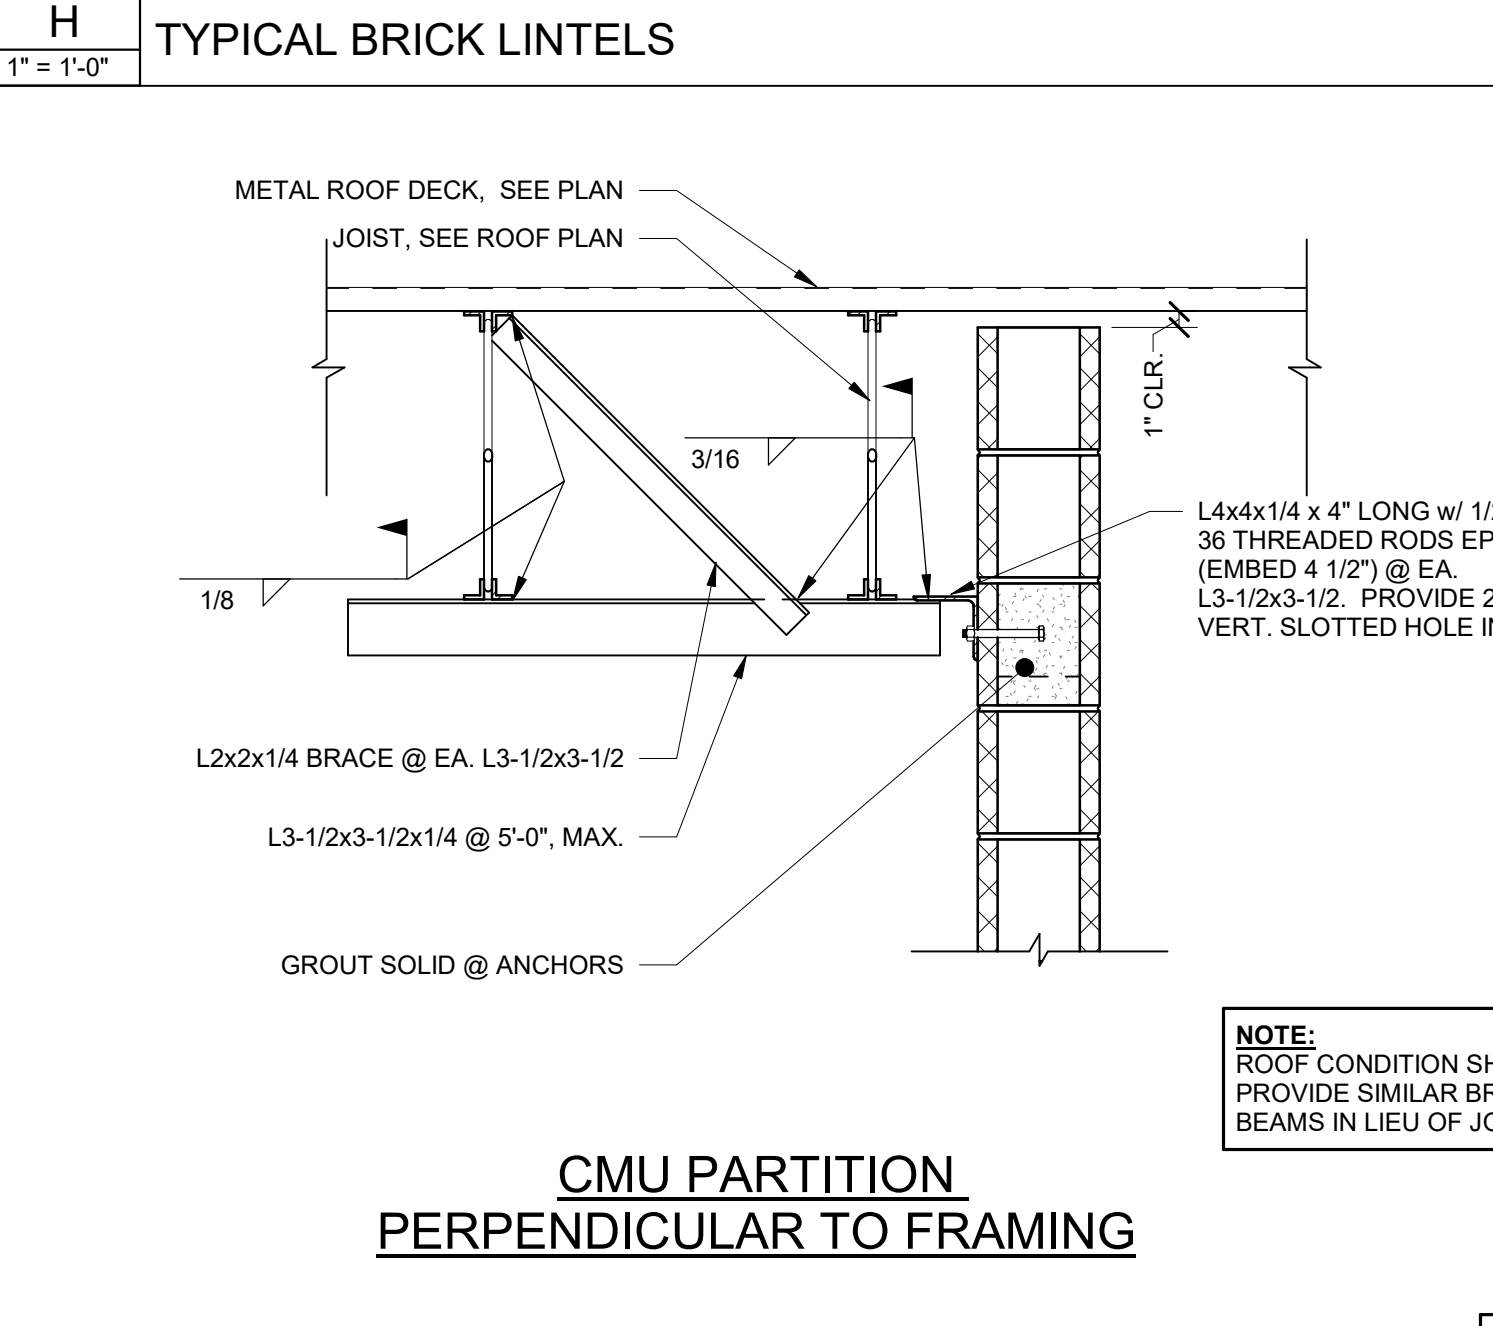 H
1" = 1'-0"
TYPICAL BRICK LINTELS
METAL ROOF DECK, SEE PLAN
JOIST, SEE ROOF PLAN
1" CLR.
3/16
1/8
L4x4x1/4 x 4" LONG w/
36 THREADED RODS
(EMBED 4 1/2") @ EA.
L3-1/2x3-1/2. PROVIDE
VERT. SLOTTED HOLE
L2x2x1/4 BRACE @ EA. L3-1/2x3-1/2
L3-1/2x3-1/2x1/4 @ 5'-0", MAX.
GROUT SOLID @ ANCHORS
NOTE:
ROOF CONDITION
PROVIDE SIMILAR
BEAMS IN LIEU OF
CMU PARTITION
PERPENDICULAR TO FRAMING